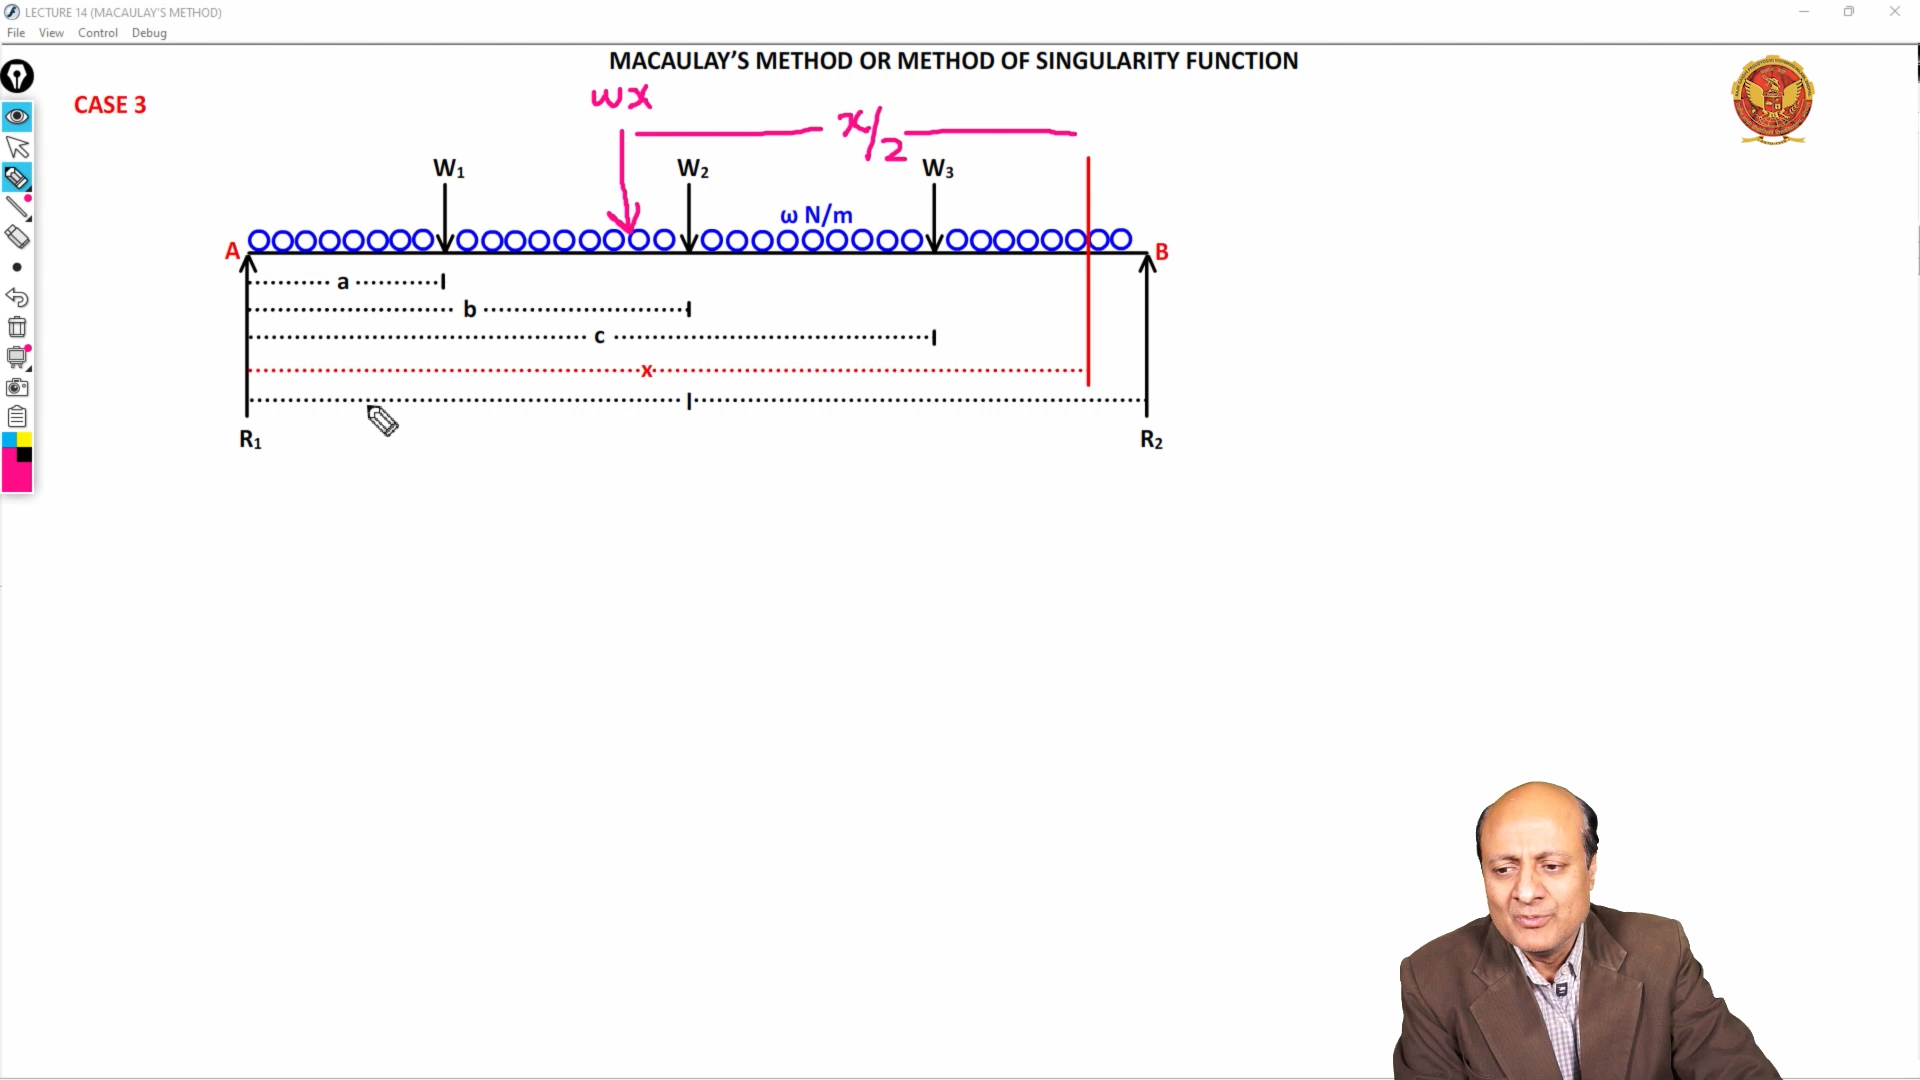 LECTURE 14 (MACAULAY'S METHOD)
File View Control Debug
MACAULAY'S METHOD OR METHOD OF SINGULARITY FUNCTION
CASE 3
wx
x/2
W₁ W₂ W₃
ω N/m
A B
a
b
c
x
l
R₁ R₂